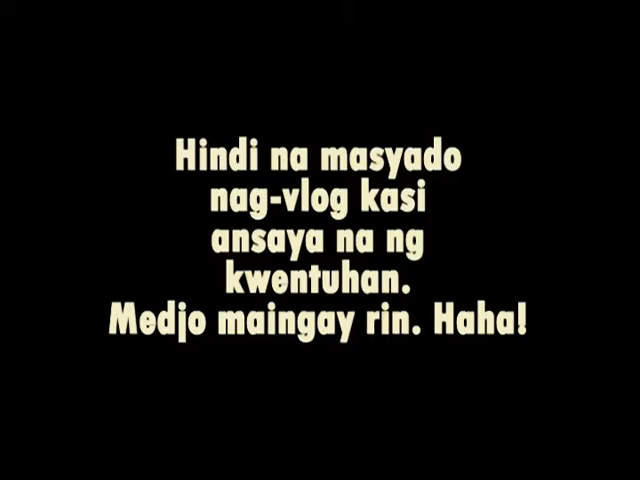 Hindi na masyado
nag-vlog kasi
ansaya na ng
kwentuhan.
Medjo maingay rin. Haha!